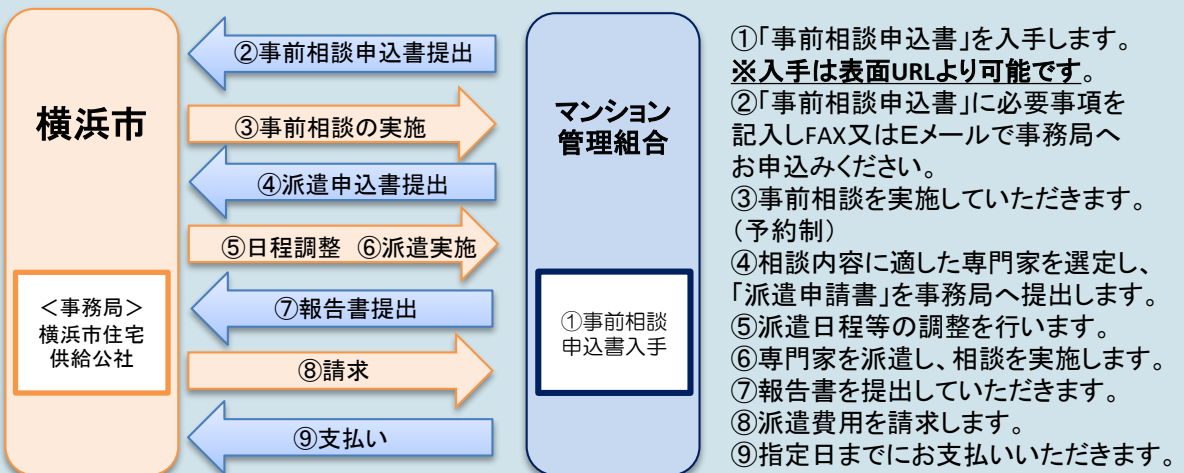 横浜市
＜事務局＞
横浜市住宅
供給公社
②事前相談申込書提出
③事前相談の実施
④派遣申込書提出
⑤日程調整 ⑥派遣実施
⑦報告書提出
⑧請求
⑨支払い
マンション
管理組合
①事前相談
申込書入手
①「事前相談申込書」を入手します。
※入手は表面URLより可能です。
②「事前相談申込書」に必要事項を
記入しFAX又はEメールで事務局へ
お申込みください。
③事前相談を実施していただきます。
（予約制）
④相談内容に適した専門家を選定し、
「派遣申請書」を事務局へ提出します。
⑤派遣日程等の調整を行います。
⑥専門家を派遣し、相談を実施します。
⑦報告書を提出していただきます。
⑧派遣費用を請求します。
⑨指定日までにお支払いいただきます。